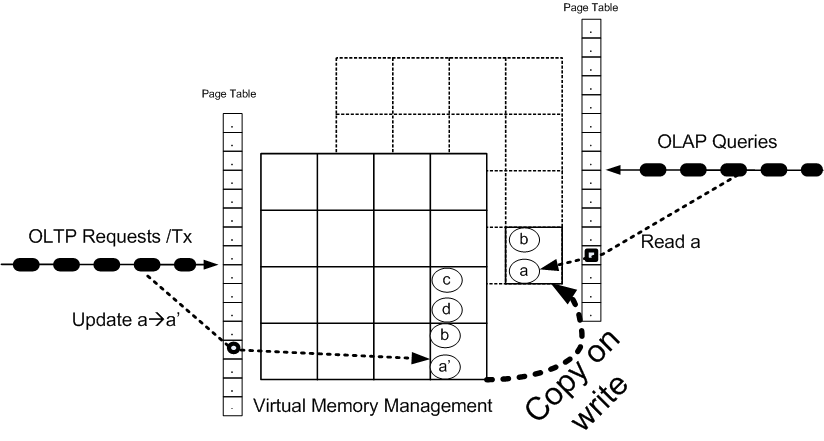 Page Table
Page Table
OLAP Queries
OLTP Requests /Tx
b
Read a
a
c
Update a→a'
d
b
a'
Copy on
write
Virtual Memory Management